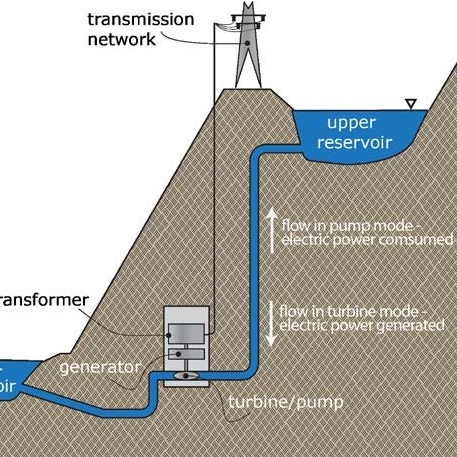 transmission
network
upper
reservoir
flow in pump mode -
electric power comsumed
ransformer
flow in turbine mode -
electric power generated
generator
oir
turbine/pump